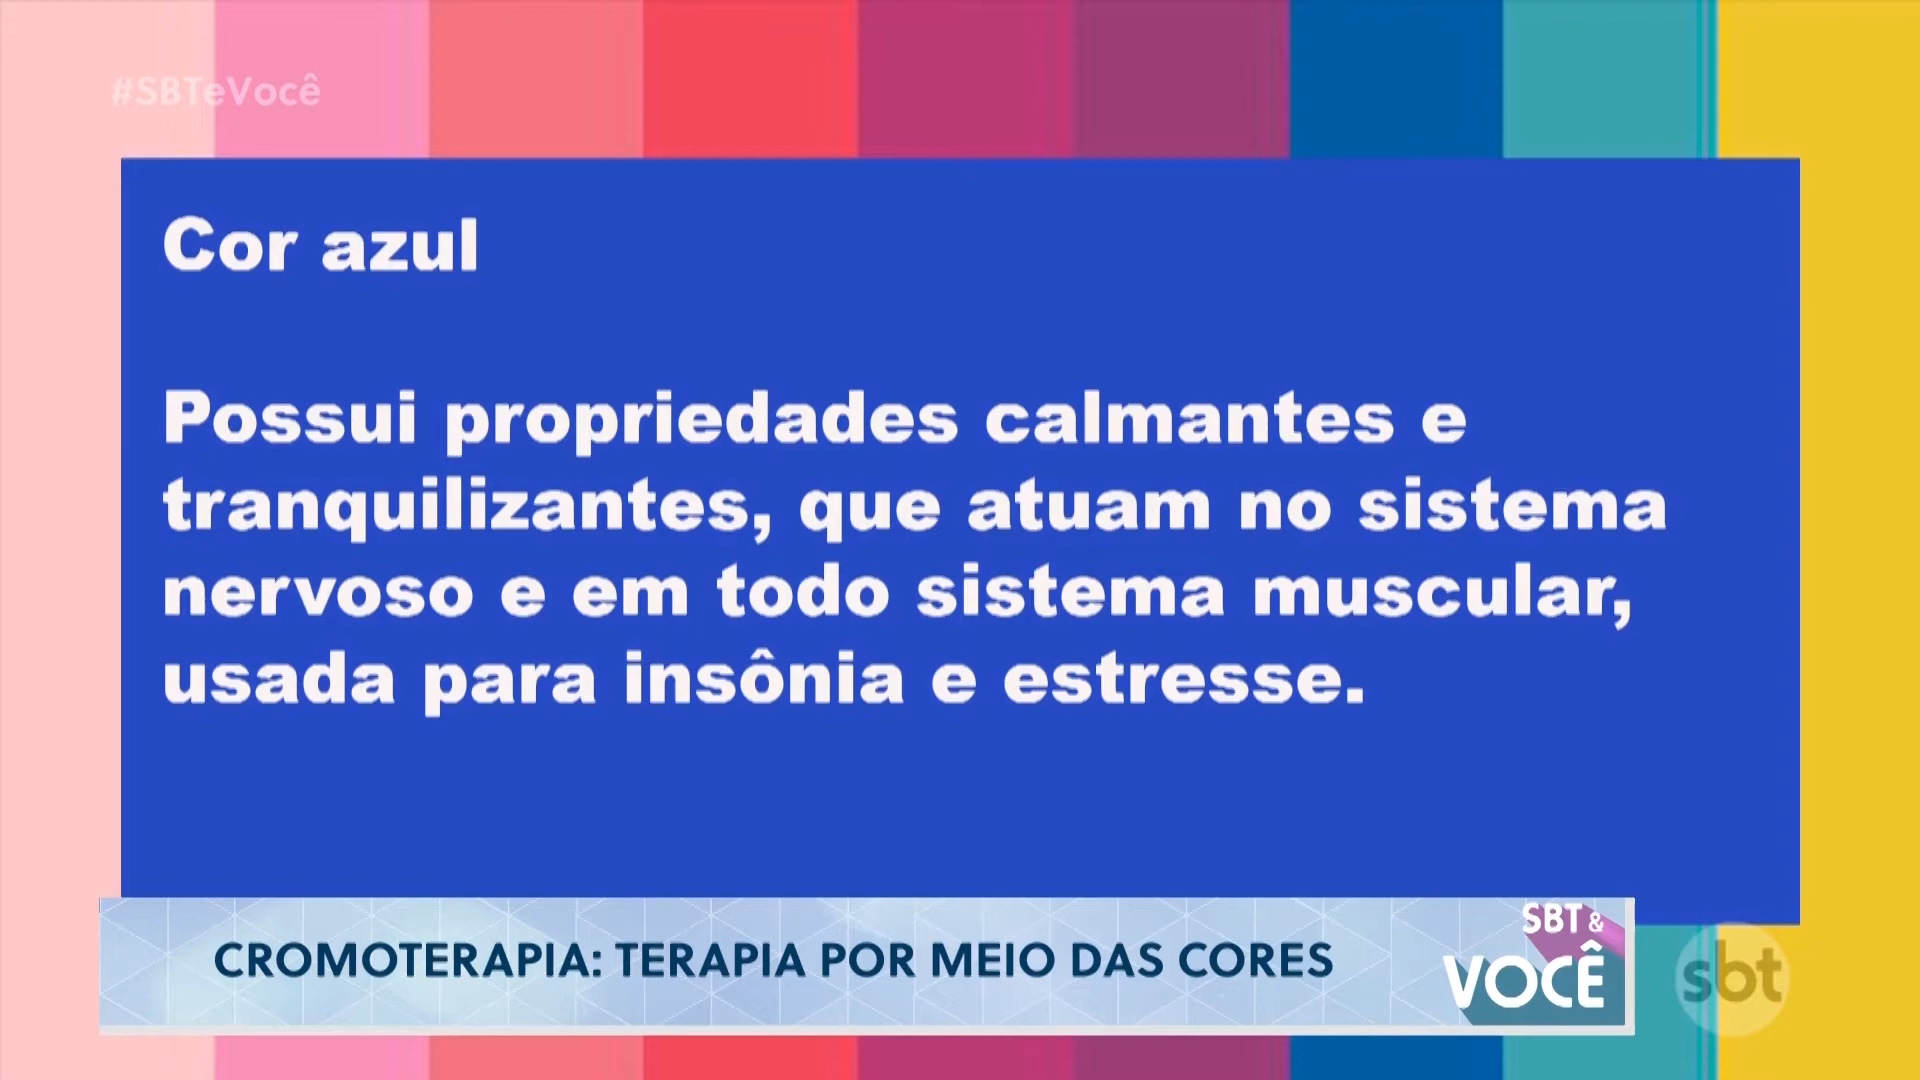 #SBTeVocê
Cor azul
Possui propriedades calmantes e
tranquilizantes, que atuam no sistema
nervoso e em todo sistema muscular,
usada para insônia e estresse.
CROMOTERAPIA: TERAPIA POR MEIO DAS CORES
SBT &
VOCÊ
sbt